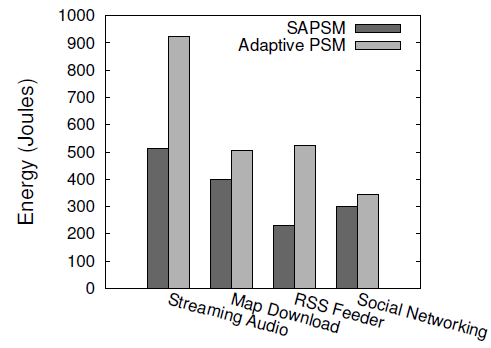 1000
900
800
700
600
500
400
300
200
100
0
Energy (Joules)
SAPSM
Adaptive PSM
Streaming Audio
Map Download
RSS Feeder
Social Networking